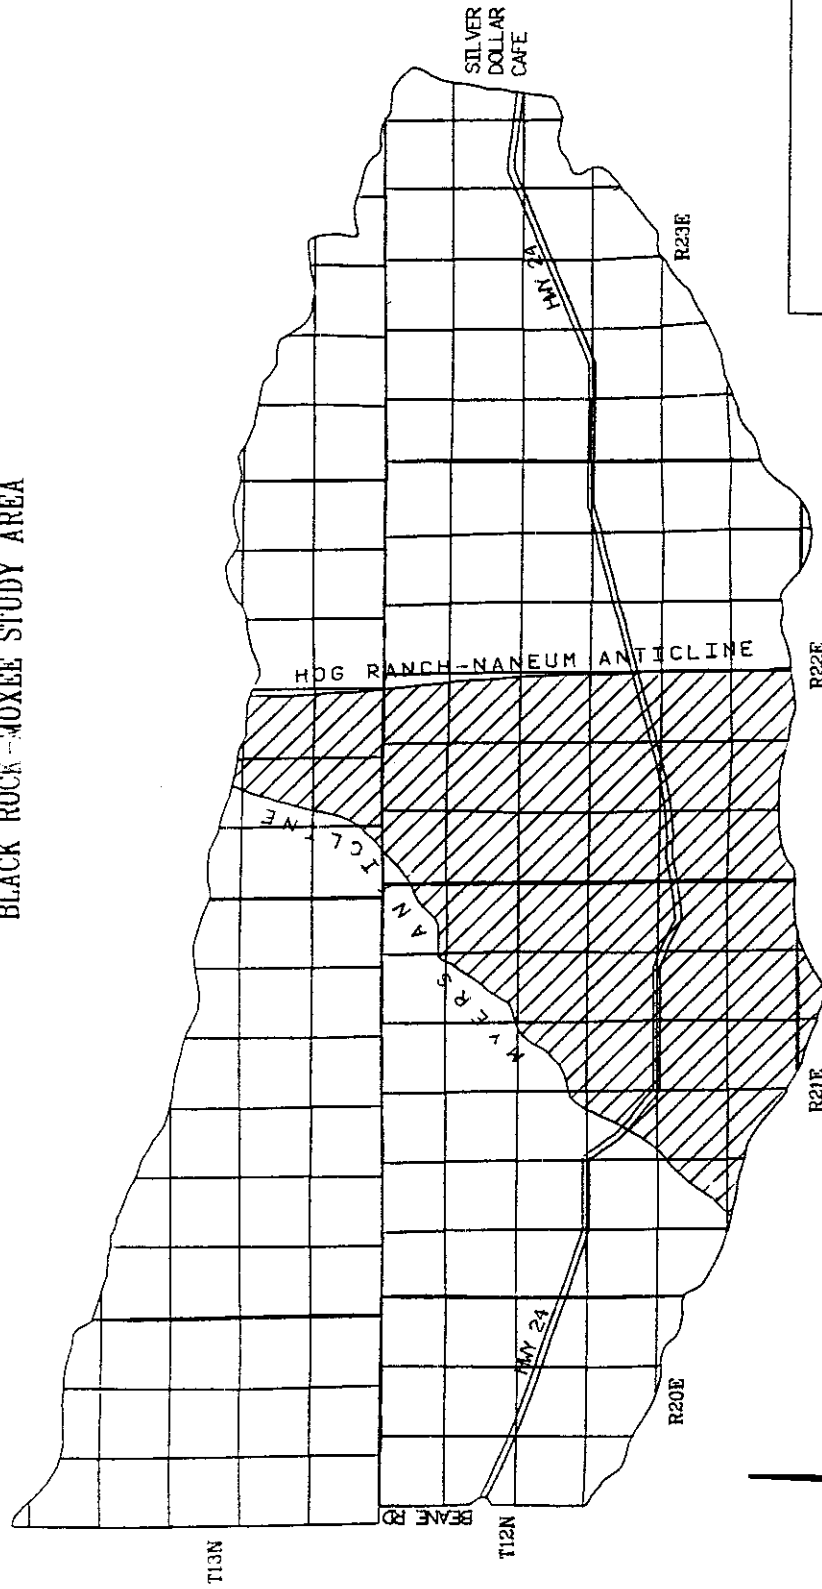 BLACK ROCK-MOXEE STUDY AREA
SILVER
DOLLAR
CAFE
HWY 24
R23E
HOG RANCH-NANEUM ANTICLINE
R22E
MYERS ANICLINE
R21E
HWY 24
R20E
BEANE RD
T12N
T13N